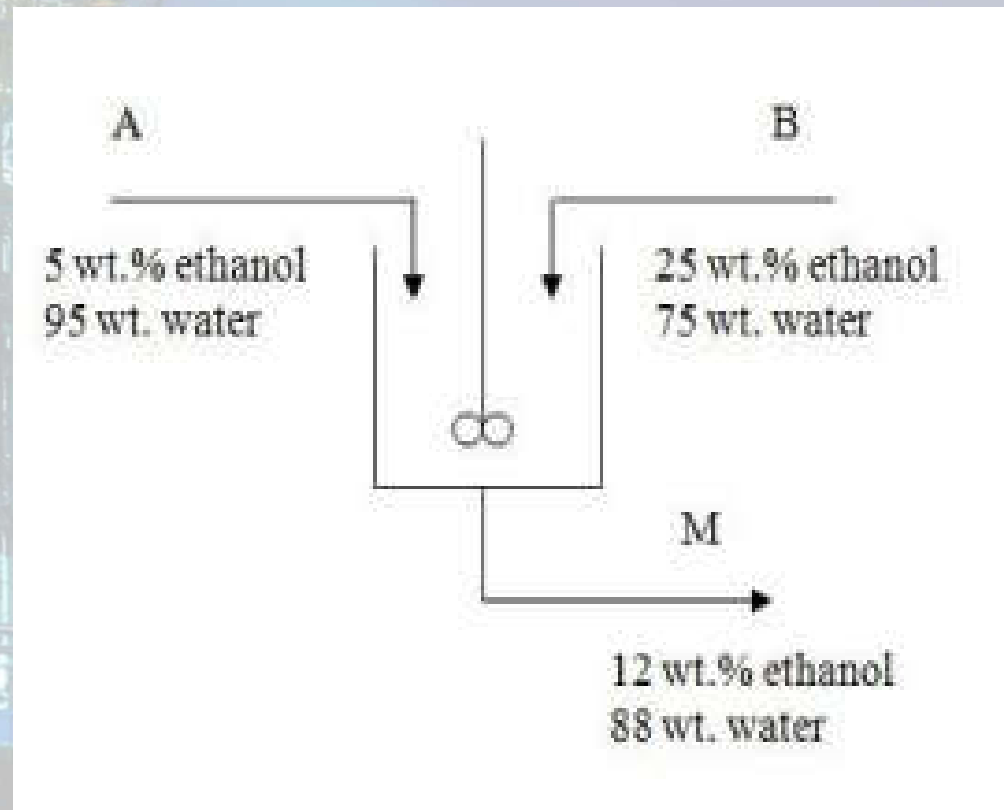 A
B
5 wt.% ethanol
95 wt. water
25 wt.% ethanol
75 wt. water
M
12 wt.% ethanol
88 wt. water